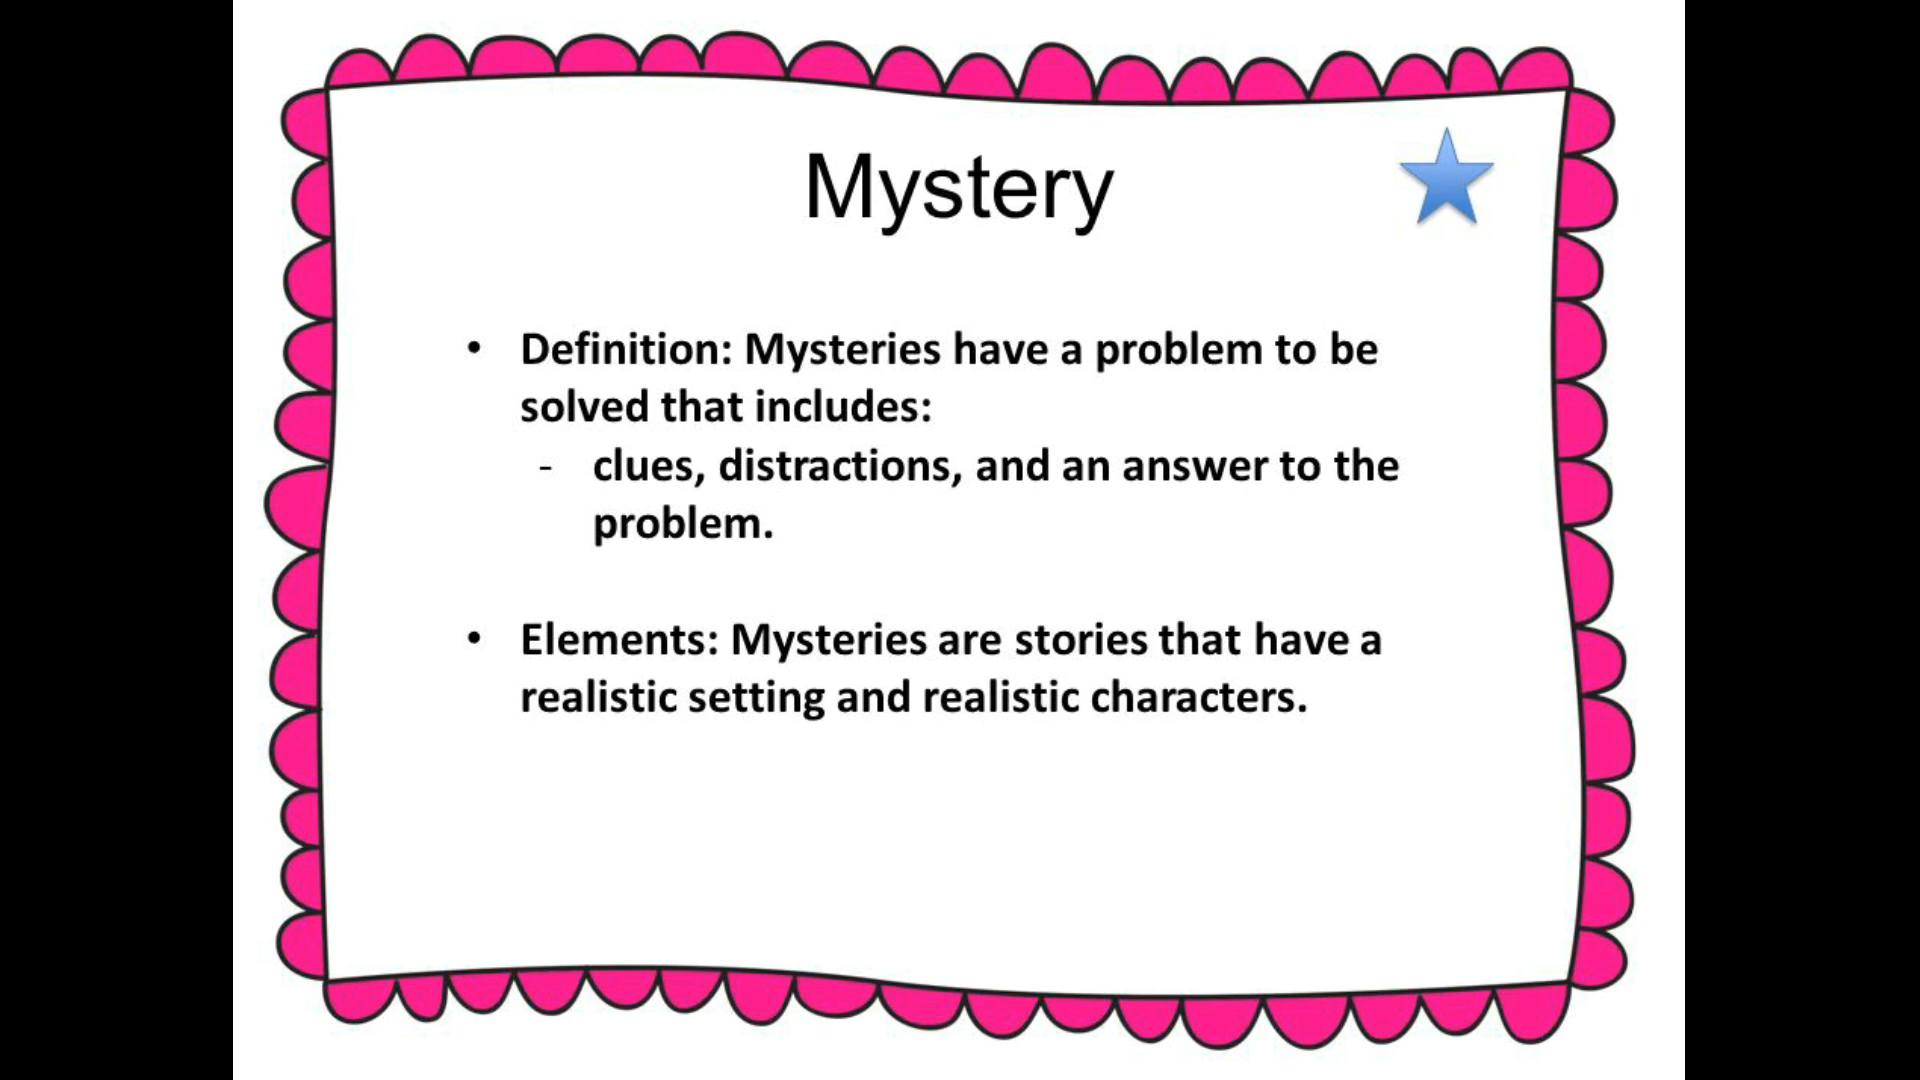 Mystery
• Definition: Mysteries have a problem to be
solved that includes:
- clues, distractions, and an answer to the
problem.
• Elements: Mysteries are stories that have a
realistic setting and realistic characters.